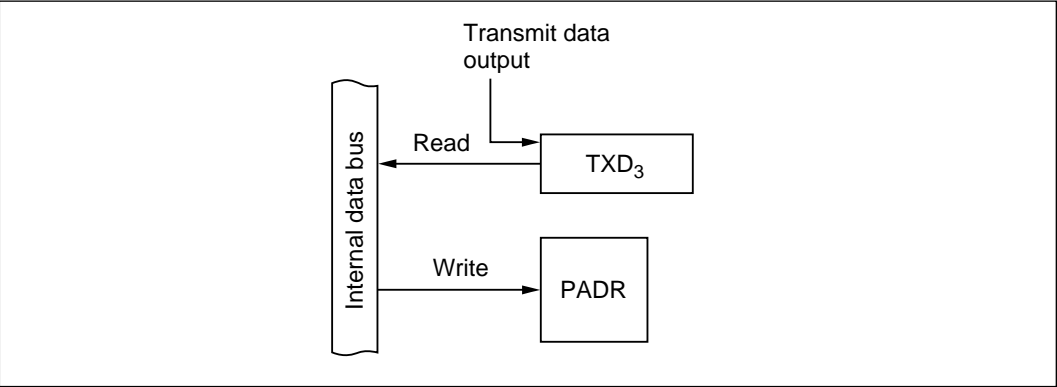 Transmit data
output
Read
TXD₃
Internal data bus
Write
PADR